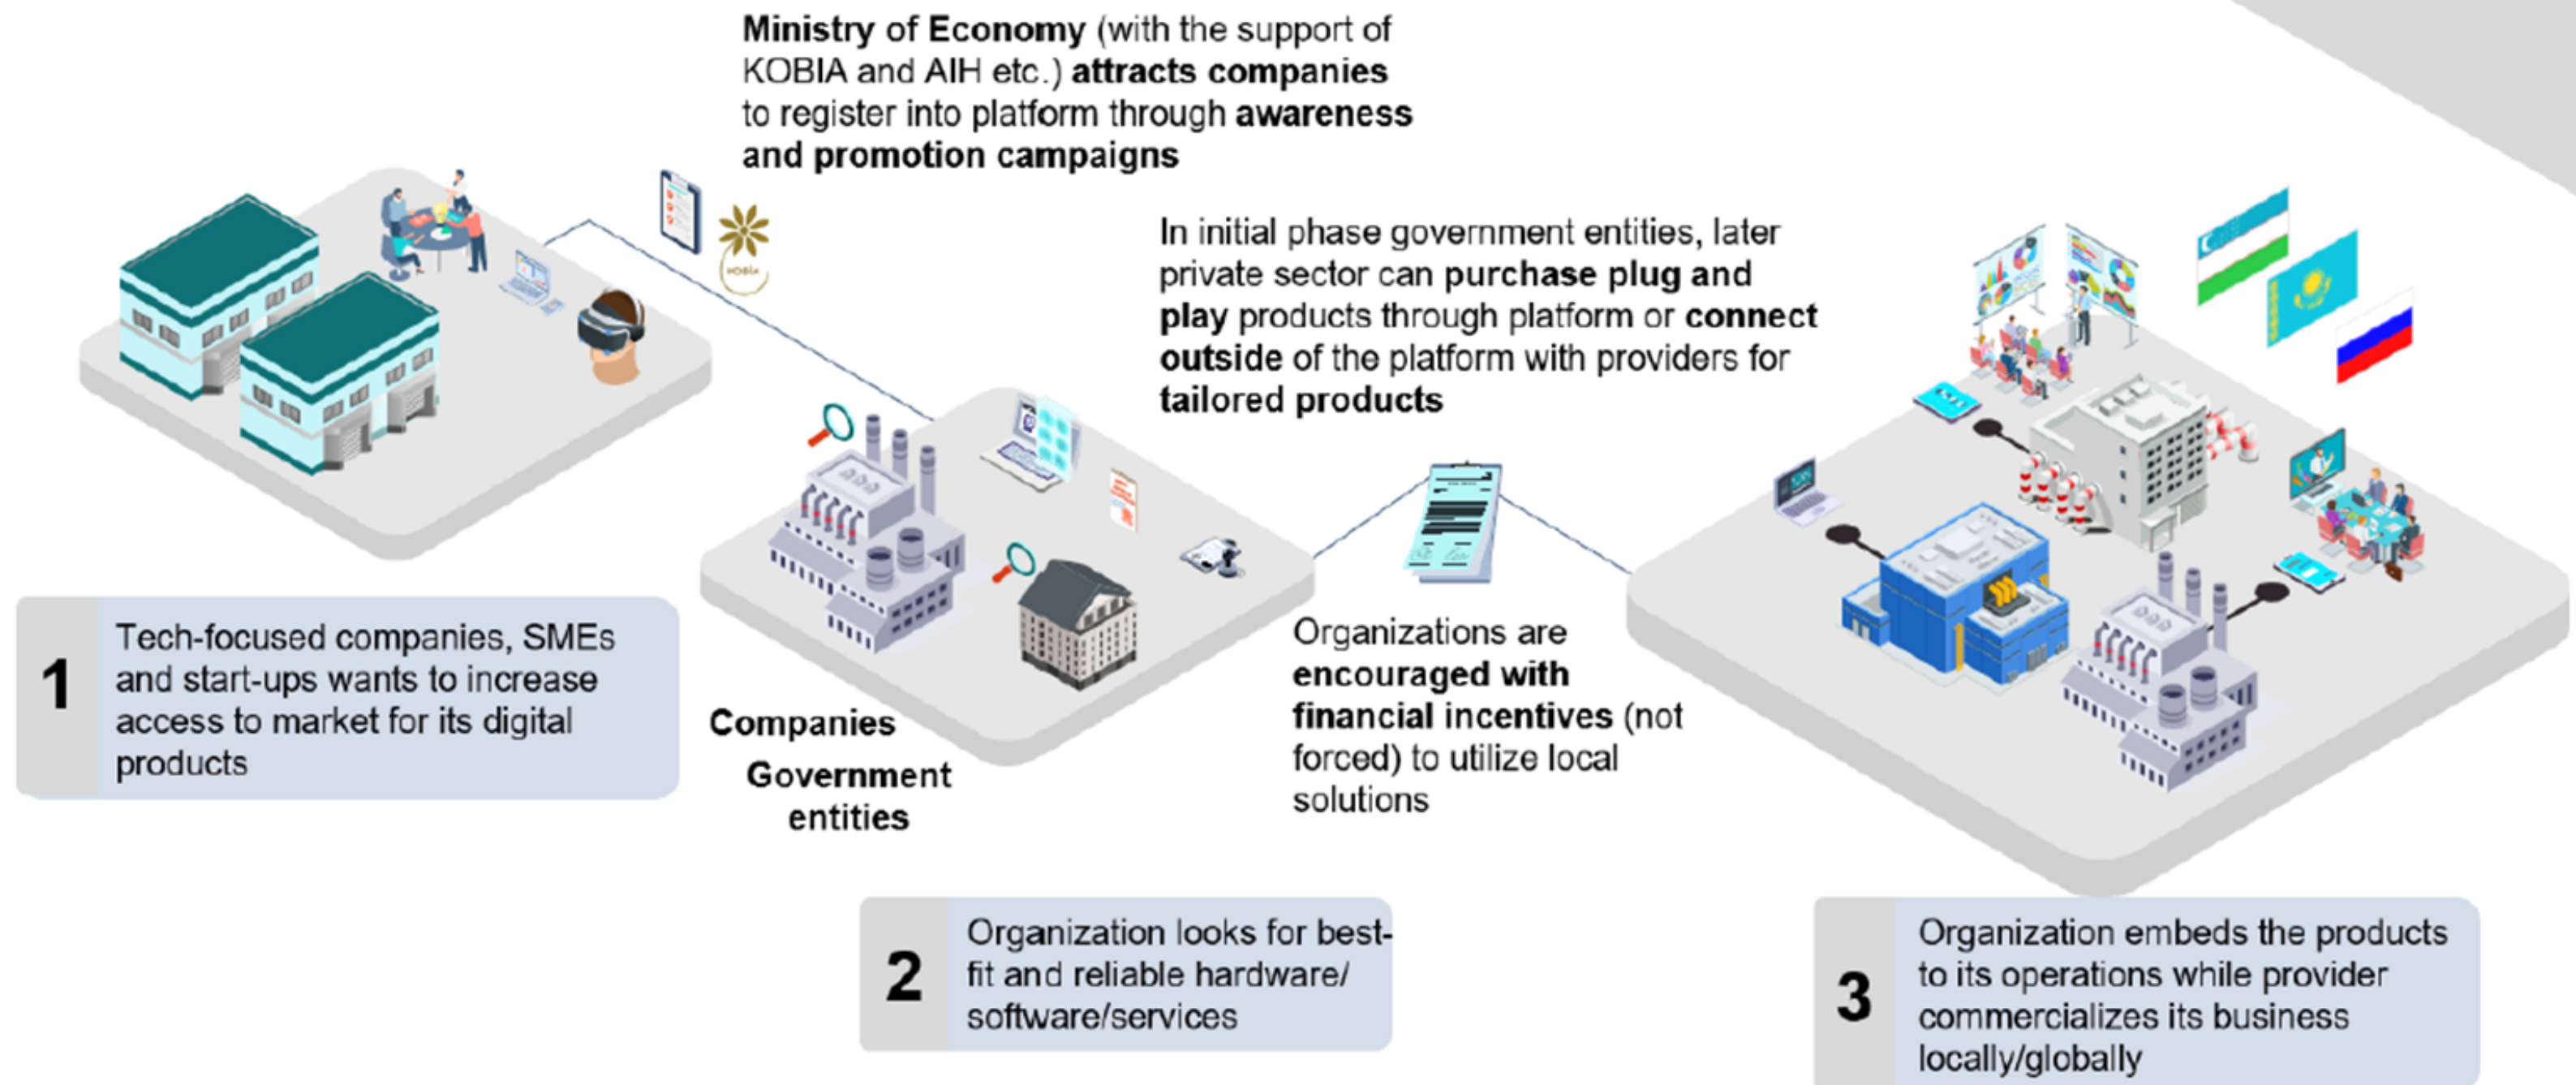 Ministry of Economy (with the support of
KOBIA and AIH etc.) attracts companies
to register into platform through awareness
and promotion campaigns
KOBİA
In initial phase government entities, later
private sector can purchase plug and
play products through platform or connect
outside of the platform with providers for
tailored products
1
Tech-focused companies, SMEs
and start-ups wants to increase
access to market for its digital
products
Companies
Government
entities
Organizations are
encouraged with
financial incentives (not
forced) to utilize local
solutions
2
Organization looks for best-
fit and reliable hardware/
software/services
3
Organization embeds the products
to its operations while provider
commercializes its business
locally/globally